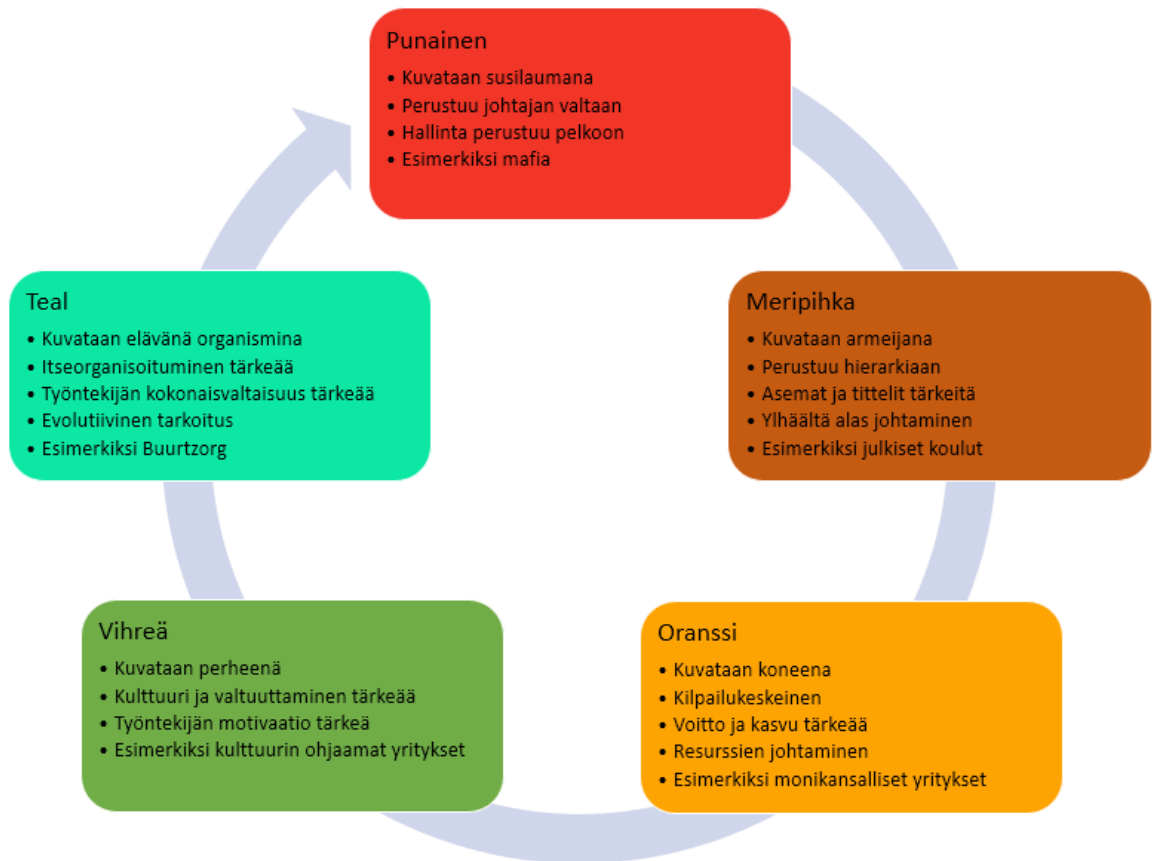 Punainen
• Kuvataan susilaumana
• Perustuu johtajan valtaan
• Hallinta perustuu pelkoon
• Esimerkiksi mafia
Meripihka
• Kuvataan armeijana
• Perustuu hierarkiaan
• Asemat ja tittelit tärkeitä
• Ylhäältä alas johtaminen
• Esimerkiksi julkiset koulut
Oranssi
• Kuvataan koneena
• Kilpailukeskeinen
• Voitto ja kasvu tärkeää
• Resurssien johtaminen
• Esimerkiksi monikansalliset yritykset
Vihreä
• Kuvataan perheenä
• Kulttuuri ja valtuuttaminen tärkeää
• Työntekijän motivaatio tärkeä
• Esimerkiksi kulttuurin ohjaamat yritykset
Teal
• Kuvataan elävänä organismina
• Itseorganisoituminen tärkeää
• Työntekijän kokonaisvaltaisuus tärkeää
• Evolutiivinen tarkoitus
• Esimerkiksi Buurtzorg